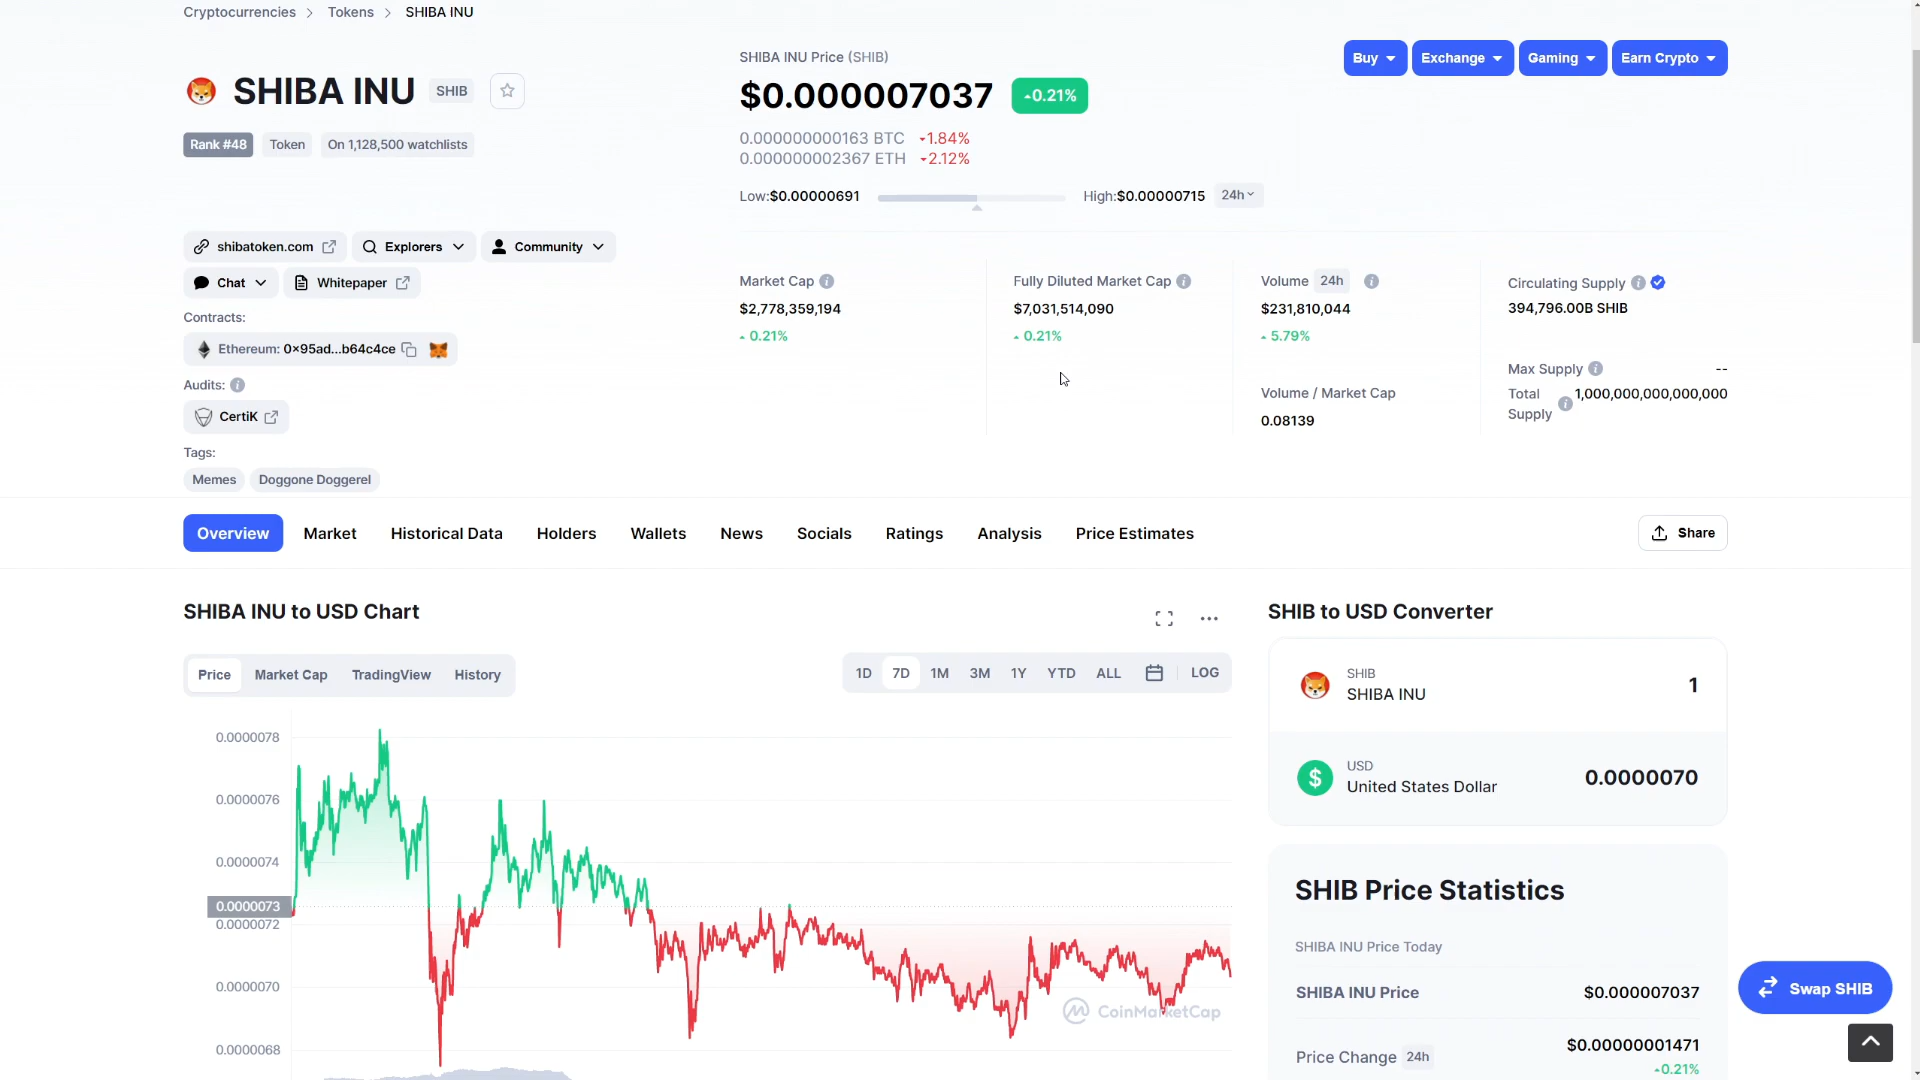 Cryptocurrencies > Tokens > SHIBA INU
SHIBA INU SHIB
Rank #48 Token On 1,128,500 watchlists
SHIBA INU Price (SHIB)
$0.000007037 0.21%
0.000000000163 BTC 1.84%
0.000000002367 ETH 2.12%
Low:$0.00000691 High:$0.00000715 24h
Buy Exchange Gaming Earn Crypto
shibatoken.com Explorers Community
Chat Whitepaper
Contracts:
Ethereum: 0x95ad...b64c4ce
Audits:
CertiK
Tags:
Memes Doggone Doggerel
Market Cap
$2,778,359,194
0.21%
Fully Diluted Market Cap
$7,031,514,090
0.21%
Volume 24h
$231,810,044
5.79%
Volume / Market Cap
0.08139
Circulating Supply
394,796.00B SHIB
Max Supply --
Total Supply 1,000,000,000,000,000
Overview Market Historical Data Holders Wallets News Socials Ratings Analysis Price Estimates
Share
SHIBA INU to USD Chart
Price Market Cap TradingView History
1D 7D 1M 3M 1Y YTD ALL LOG
0.0000078
0.0000076
0.0000074
0.0000073
0.0000072
0.0000070
0.0000068
CoinMarketCap
SHIB to USD Converter
SHIB
SHIBA INU 1
USD
United States Dollar 0.0000070
SHIB Price Statistics
SHIBA INU Price Today
SHIBA INU Price $0.000007037
Price Change 24h $0.00000001471
0.21%
Swap SHIB